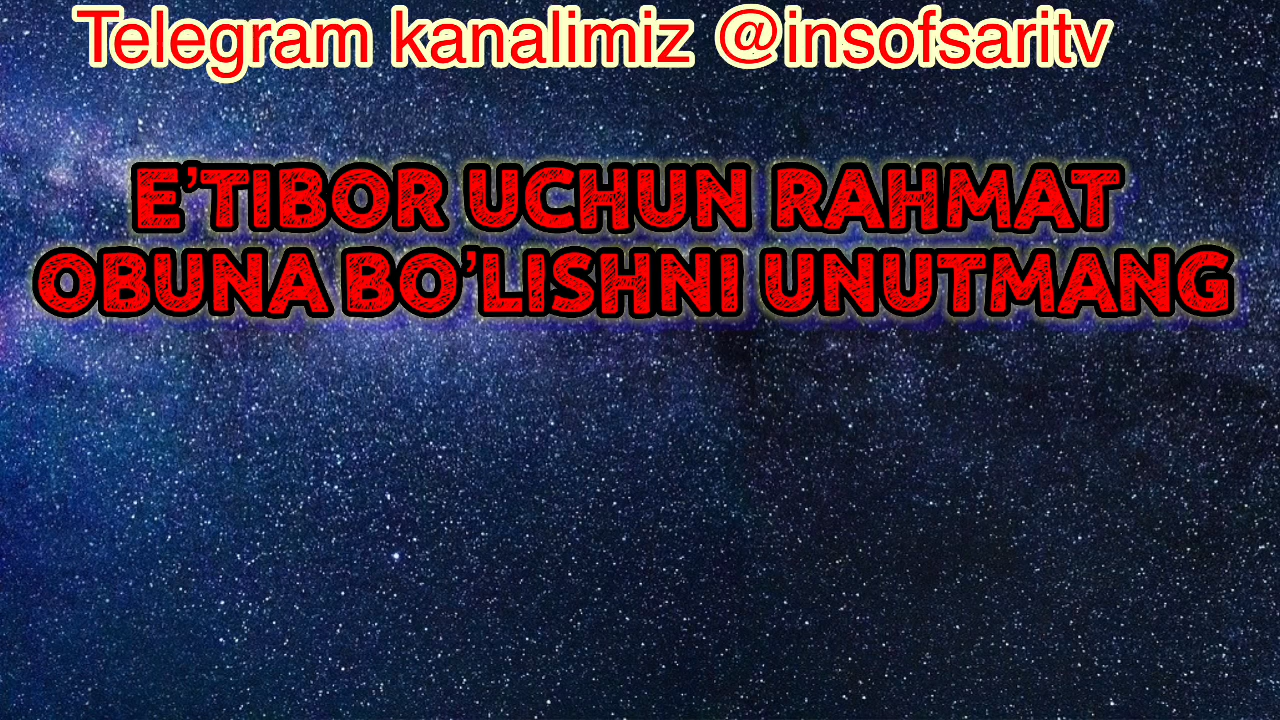 Telegram kanalimiz @insofsaritv
E’TIBOR UCHUN RAHMAT
OBUNA BO’LISHNI UNUTMANG